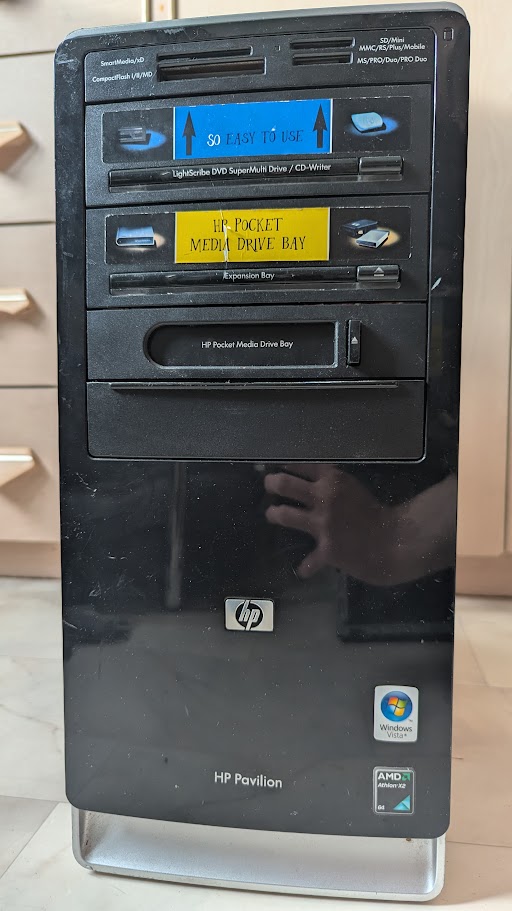 SmartMedia/xD
CompactFlash I/II/MD
SD/Mini
MMC/RS/Plus/Mobile
MS/PRO/Duo/PRO Duo
SO EASY TO USE
LightScribe DVD SuperMulti Drive / CD-Writer
HP POCKET
MEDIA DRIVE BAY
Expansion Bay
HP Pocket Media Drive Bay
hp
Windows
Vista™
HP Pavilion
AMD
Athlon X2
64